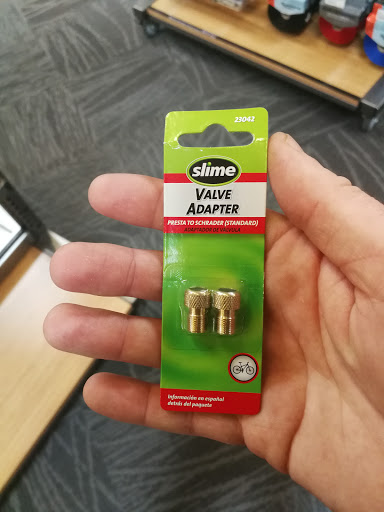 23042
slime
VALVE
ADAPTER
PRESTA TO SCHRADER (STANDARD)
ADAPTADOR DE VÁLVULA
Información en español
detrás del paquete